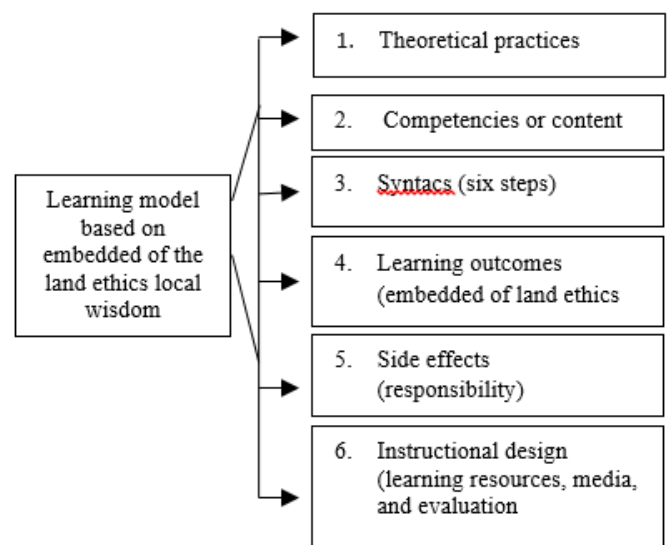 1. Theoretical practices
2. Competencies or content
3. Syntacs (six steps)
Learning model
based on
embedded of the
land ethics local
wisdom
4. Learning outcomes
(embedded of land ethics
5. Side effects
(responsibility)
6. Instructional design
(learning resources, media,
and evaluation